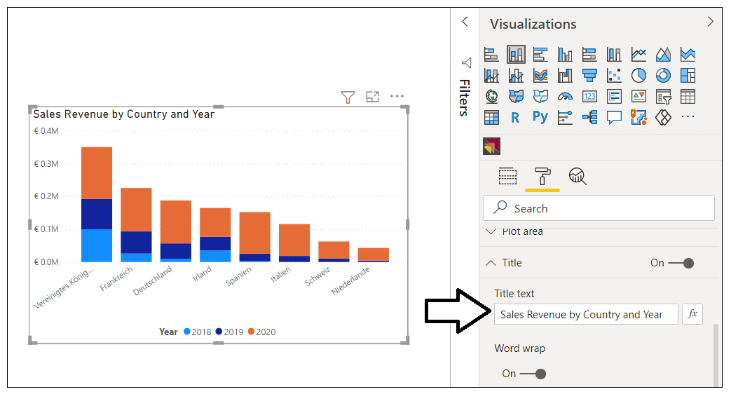 Visualizations
Filters
Sales Revenue by Country and Year
€ 0.4M
€ 0.3M
€ 0.2M
€ 0.1M
€ 0.0M
Vereinigtes König...
Frankreich
Deutschland
Irland
Spanien
Italien
Schweiz
Niederlande
Year 2018 2019 2020
123
R Py
Search
Plot area
Title On
Title text
Sales Revenue by Country and Year fx
Word wrap
On